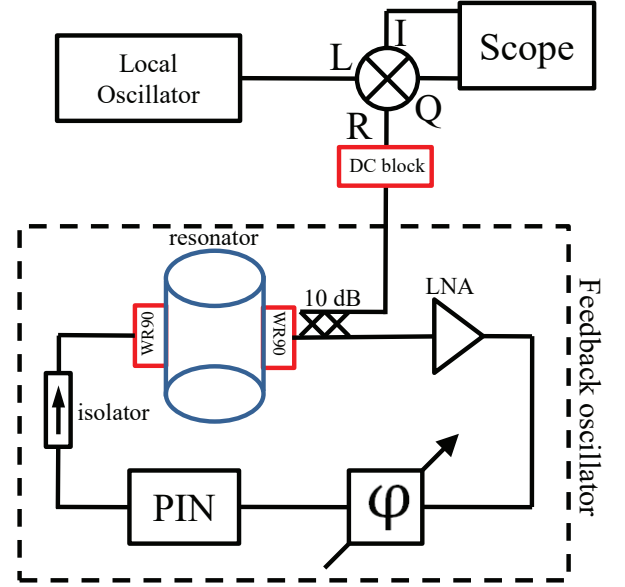 I
Scope
Local
Oscillator
L
Q
R
DC block
resonator
10 dB
LNA
WR90
WR90
isolator
PIN
φ
Feedback oscillator